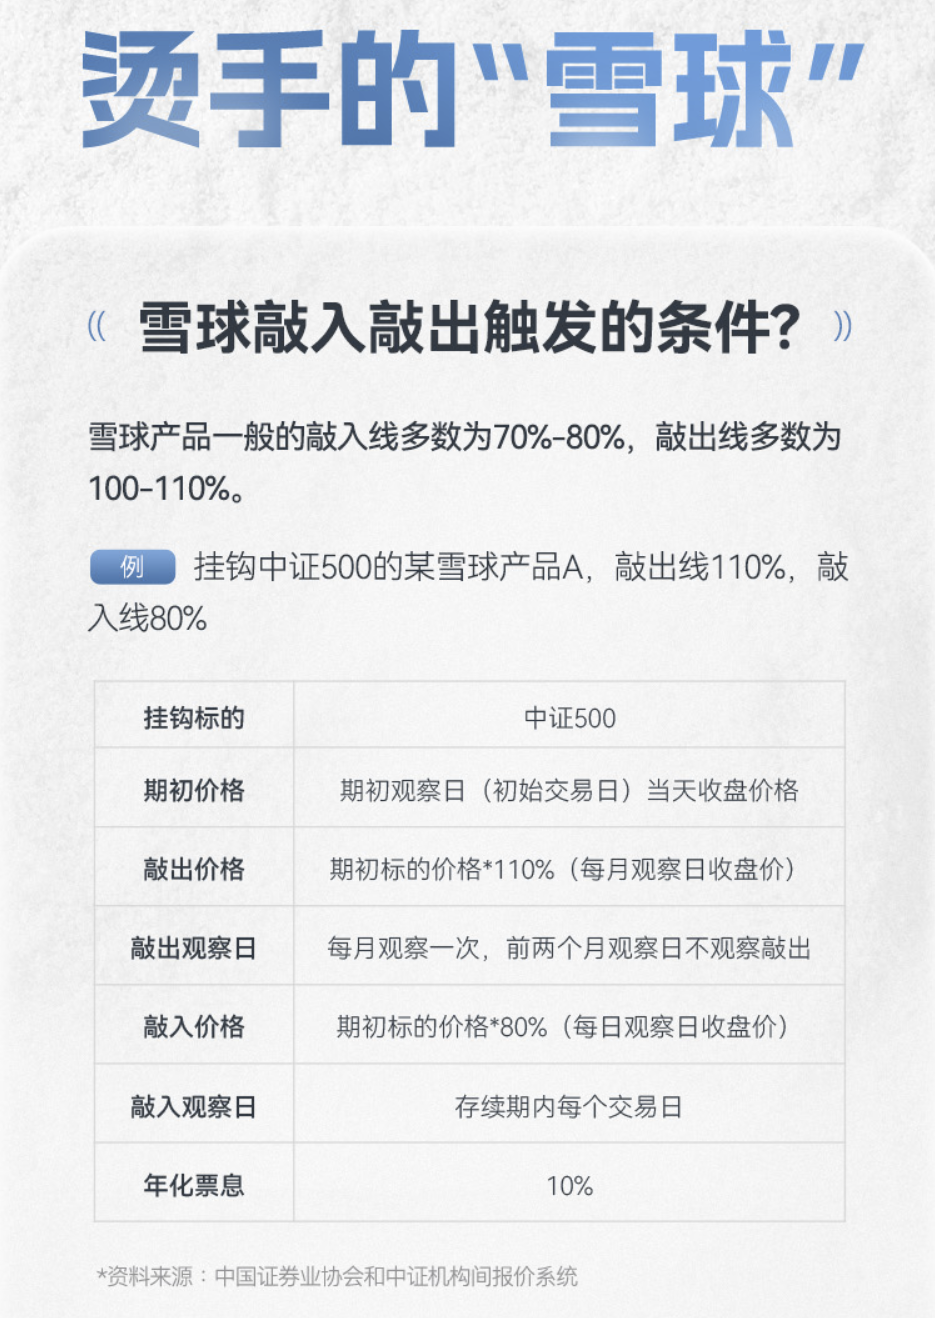 烫手的“雪球”
雪球敲入敲出触发的条件?
雪球产品一般的敲入线多数为70%-80%，敲出线多数为
100-110%。
例 挂钩中证500的某雪球产品A，敲出线110%，敲
入线80%
挂钩标的 中证500
期初价格 期初观察日（初始交易日）当天收盘价格
敲出价格 期初标的价格*110%（每月观察日收盘价）
敲出观察日 每月观察一次，前两个月观察日不观察敲出
敲入价格 期初标的价格*80%（每日观察日收盘价）
敲入观察日 存续期内每个交易日
年化票息 10%
*资料来源：中国证券业协会和中证机构间报价系统